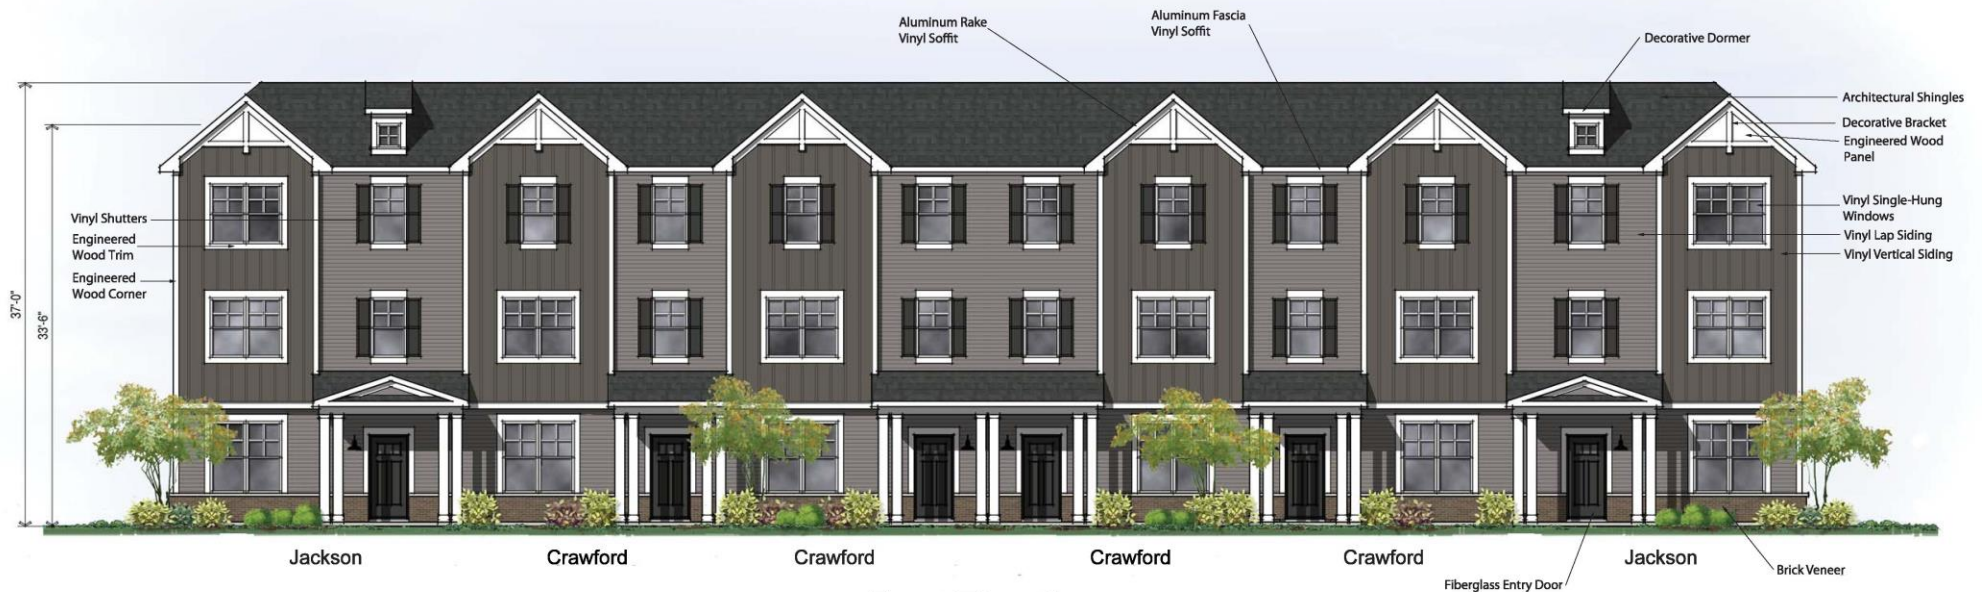 Aluminum Rake
Vinyl Soffit
Aluminum Fascia
Vinyl Soffit
Decorative Dormer
Architectural Shingles
Decorative Bracket
Engineered Wood
Panel
Vinyl Single-Hung
Windows
Vinyl Lap Siding
Vinyl Vertical Siding
Vinyl Shutters
Engineered
Wood Trim
Engineered
Wood Corner
37'-0"
33'-6"
Jackson
Crawford
Crawford
Crawford
Crawford
Jackson
Brick Veneer
Fiberglass Entry Door